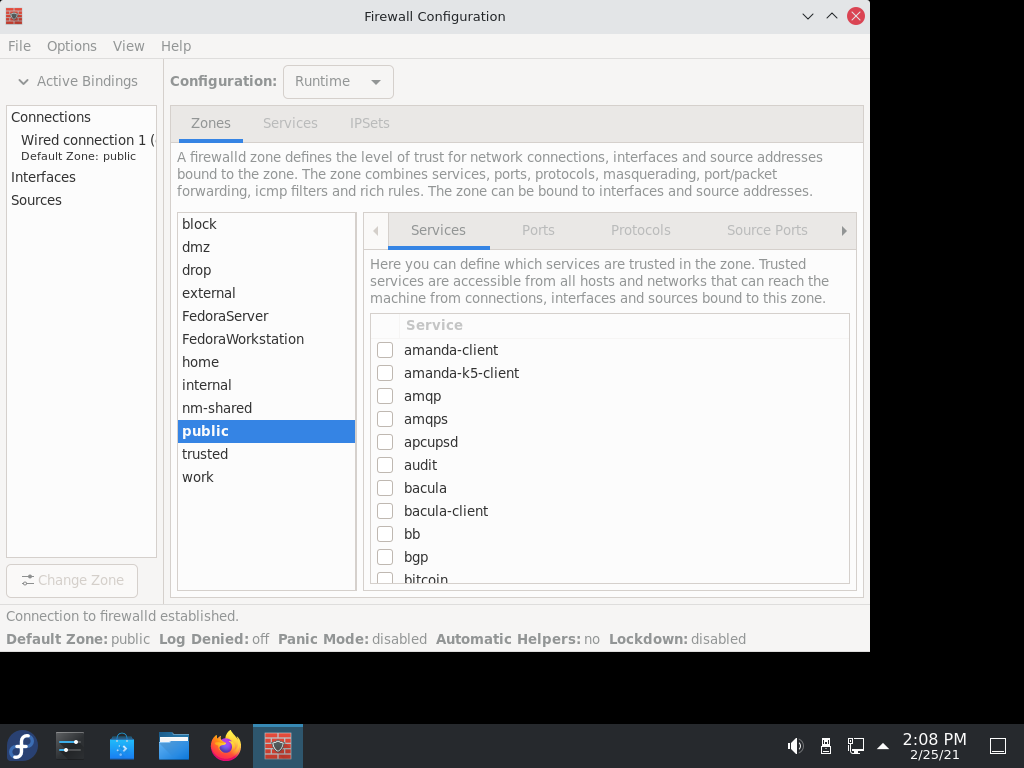 Firewall Configuration
File Options View Help
Active Bindings
Configuration: Runtime
Connections
Wired connection 1 (
Default Zone: public
Interfaces
Sources
Change Zone
Zones Services IPSets
A firewalld zone defines the level of trust for network connections, interfaces and source addresses
bound to the zone. The zone combines services, ports, protocols, masquerading, port/packet
forwarding, icmp filters and rich rules. The zone can be bound to interfaces and source addresses.
block
dmz
drop
external
FedoraServer
FedoraWorkstation
home
internal
nm-shared
public
trusted
work
Services Ports Protocols Source Ports
Here you can define which services are trusted in the zone. Trusted
services are accessible from all hosts and networks that can reach the
machine from connections, interfaces and sources bound to this zone.
Service
amanda-client
amanda-k5-client
amqp
amqps
apcupsd
audit
bacula
bacula-client
bb
bgp
bitcoin
Connection to firewalld established.
Default Zone: public Log Denied: off Panic Mode: disabled Automatic Helpers: no Lockdown: disabled
2:08 PM
2/25/21